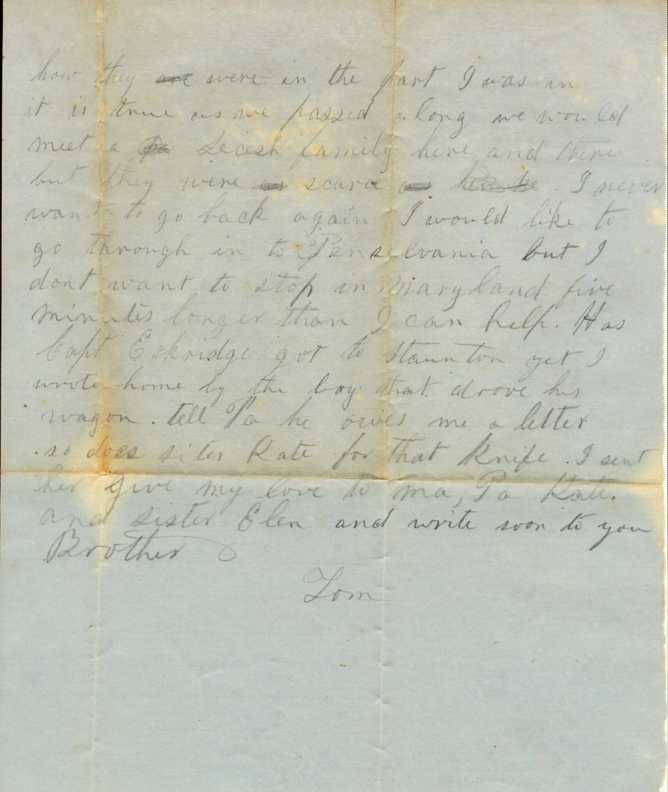 how they are were in the part I was in
it is true as we passed along we would
meet a Secesh family here and there
but they were as scarce as . I never
want to go back again I would like to
go through in to Penselvania but I
dont want to stop in Maryland five
minutes longer than I can help. Has
Capt Eskridge got to Staunton yet I
wrote home by the boy that drove his
wagon. tell Pa he owes me a letter
so does sister Kate for that knife. I sent
her give my love to ma, Pa Kate.
and sister Elen and write soon to you
Brother
Tom